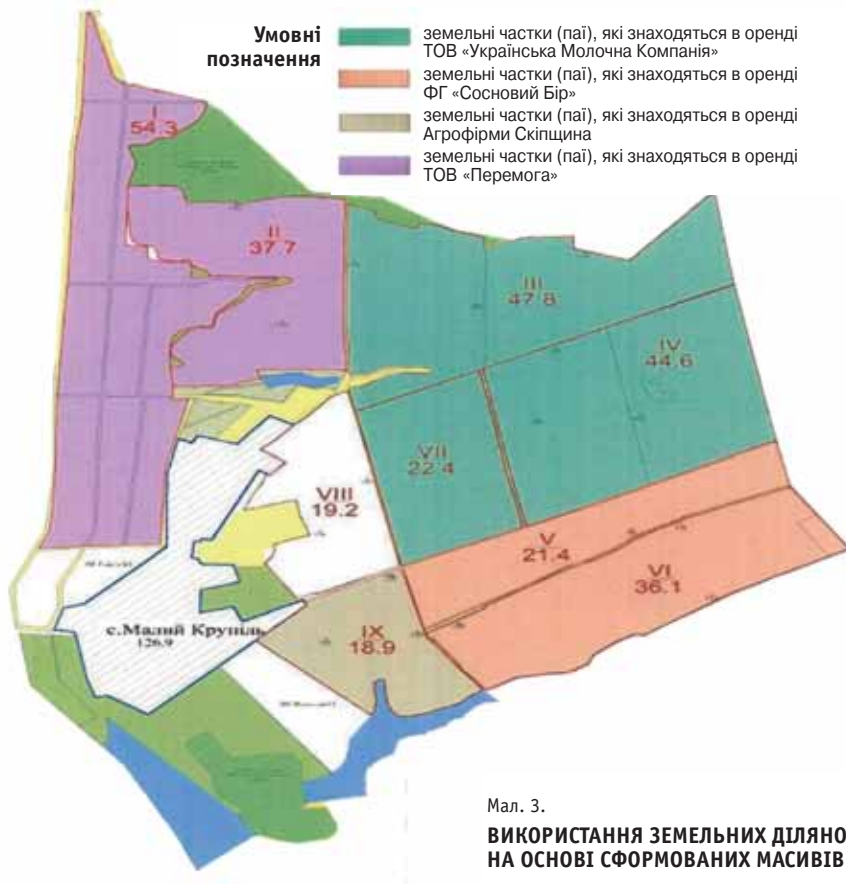 Умовні
позначення
земельні частки (паї), які знаходяться в оренді
ТОВ «Українська Молочна Компанія»
земельні частки (паї), які знаходяться в оренді
ФГ «Сосновий Бір»
земельні частки (паї), які знаходяться в оренді
Агрофірми Скіпщина
земельні частки (паї), які знаходяться в оренді
ТОВ «Перемога»
I
54.3
II
37.7
III
47.8
IV
44.6
VII
22.4
VIII
19.2
V
21.4
VI
36.1
IX
18.9
с.Малий Крупіль
126.9
Мал. 3.
ВИКОРИСТАННЯ ЗЕМЕЛЬНИХ ДІЛЯНО
НА ОСНОВІ СФОРМОВАНИХ МАСИВІВ